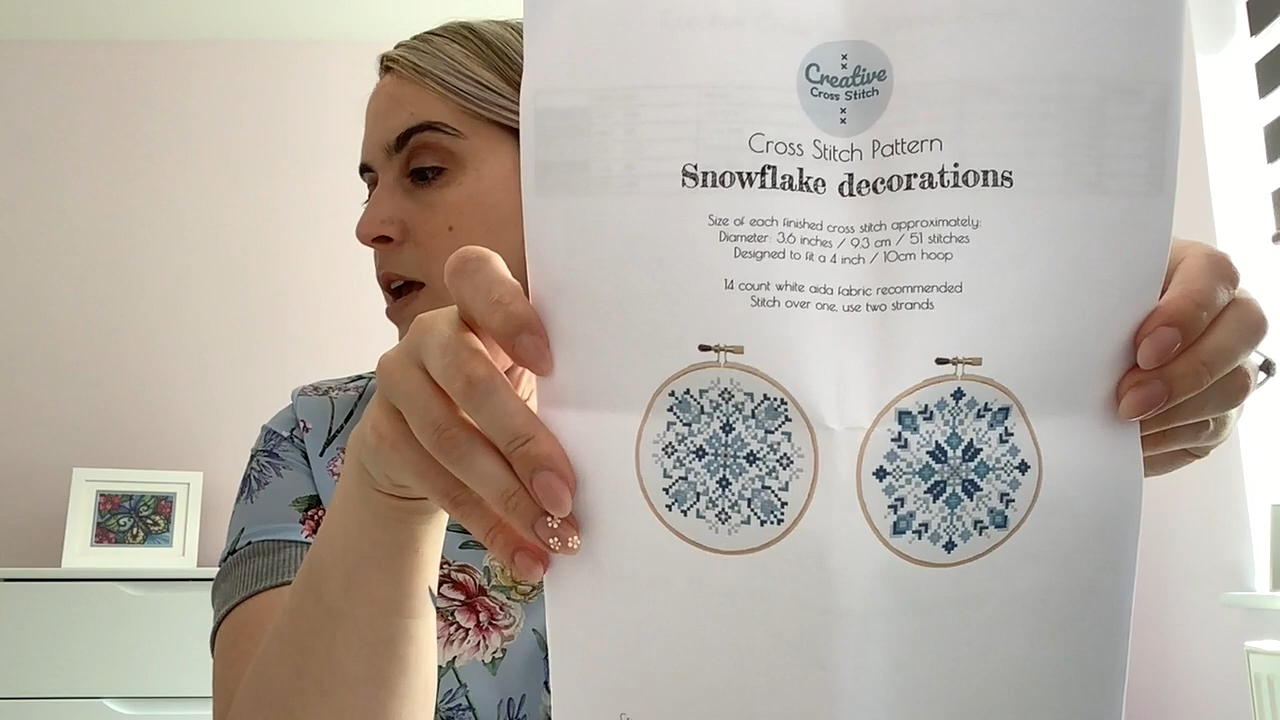 Creative
Cross Stitch
Cross Stitch Pattern
Snowflake decorations
Size of each finished cross stitch approximately:
Diameter: 3.6 inches / 9.3 cm / 51 stitches
Designed to fit a 4 inch / 10cm hoop
14 count white aida fabric recommended
Stitch over one, use two strands